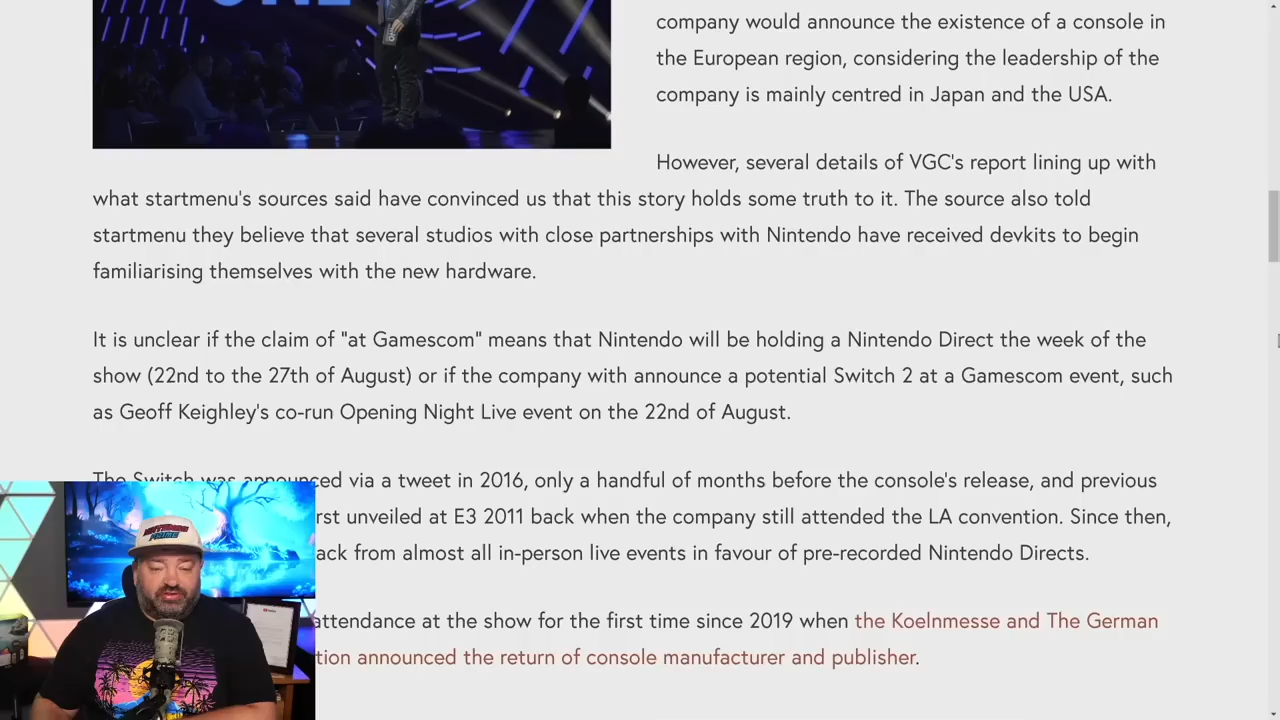 ONE
company would announce the existence of a console in
the European region, considering the leadership of the
company is mainly centred in Japan and the USA.
However, several details of VGC's report lining up with
what startmenu's sources said have convinced us that this story holds some truth to it. The source also told
startmenu they believe that several studios with close partnerships with Nintendo have received devkits to begin
familiarising themselves with the new hardware.
It is unclear if the claim of "at Gamescom" means that Nintendo will be holding a Nintendo Direct the week of the
show (22nd to the 27th of August) or if the company with announce a potential Switch 2 at a Gamescom event, such
as Geoff Keighley's co-run Opening Night Live event on the 22nd of August.
The Switch was announced via a tweet in 2016, only a handful of months before the console's release, and previous
rst unveiled at E3 2011 back when the company still attended the LA convention. Since then,
ack from almost all in-person live events in favour of pre-recorded Nintendo Directs.
attendance at the show for the first time since 2019 when the Koelnmesse and The German
tion announced the return of console manufacturer and publisher.